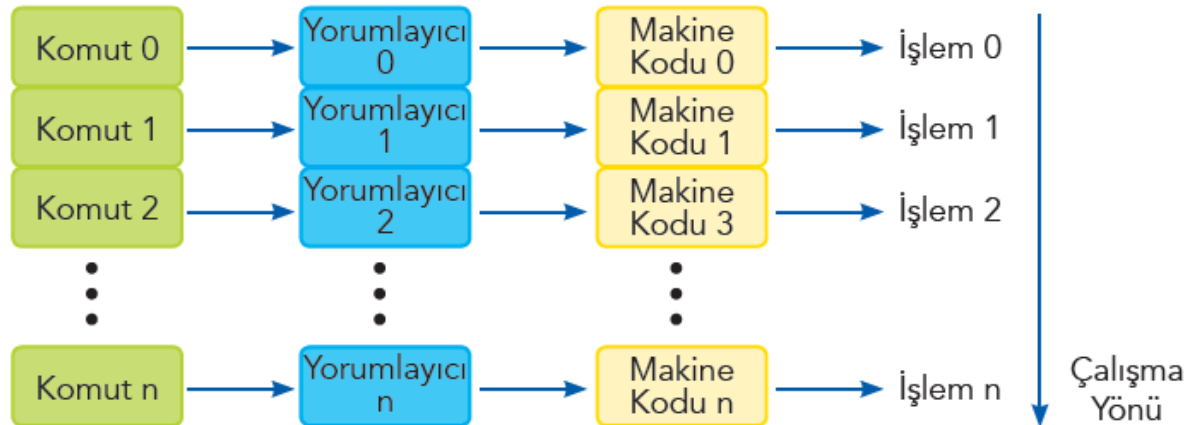 Komut 0
Yorumlayıcı
0
Makine
Kodu 0
İşlem 0
Komut 1
Yorumlayıcı
1
Makine
Kodu 1
İşlem 1
Komut 2
Yorumlayıcı
2
Makine
Kodu 3
İşlem 2
Komut n
Yorumlayıcı
n
Makine
Kodu n
İşlem n
Çalışma
Yönü